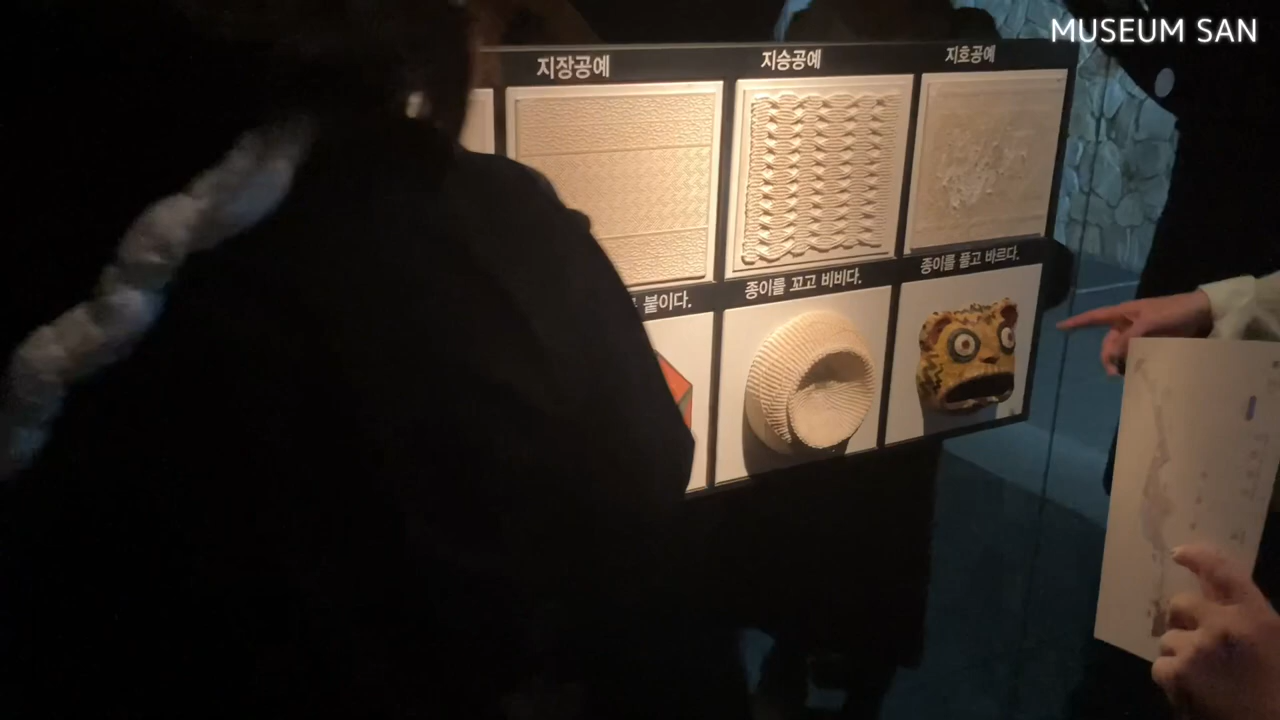 MUSEUM SAN
지장공예
지승공예
지호공예
붙이다.
종이를 꼬고 비비다.
종이를 풀고 바르다.